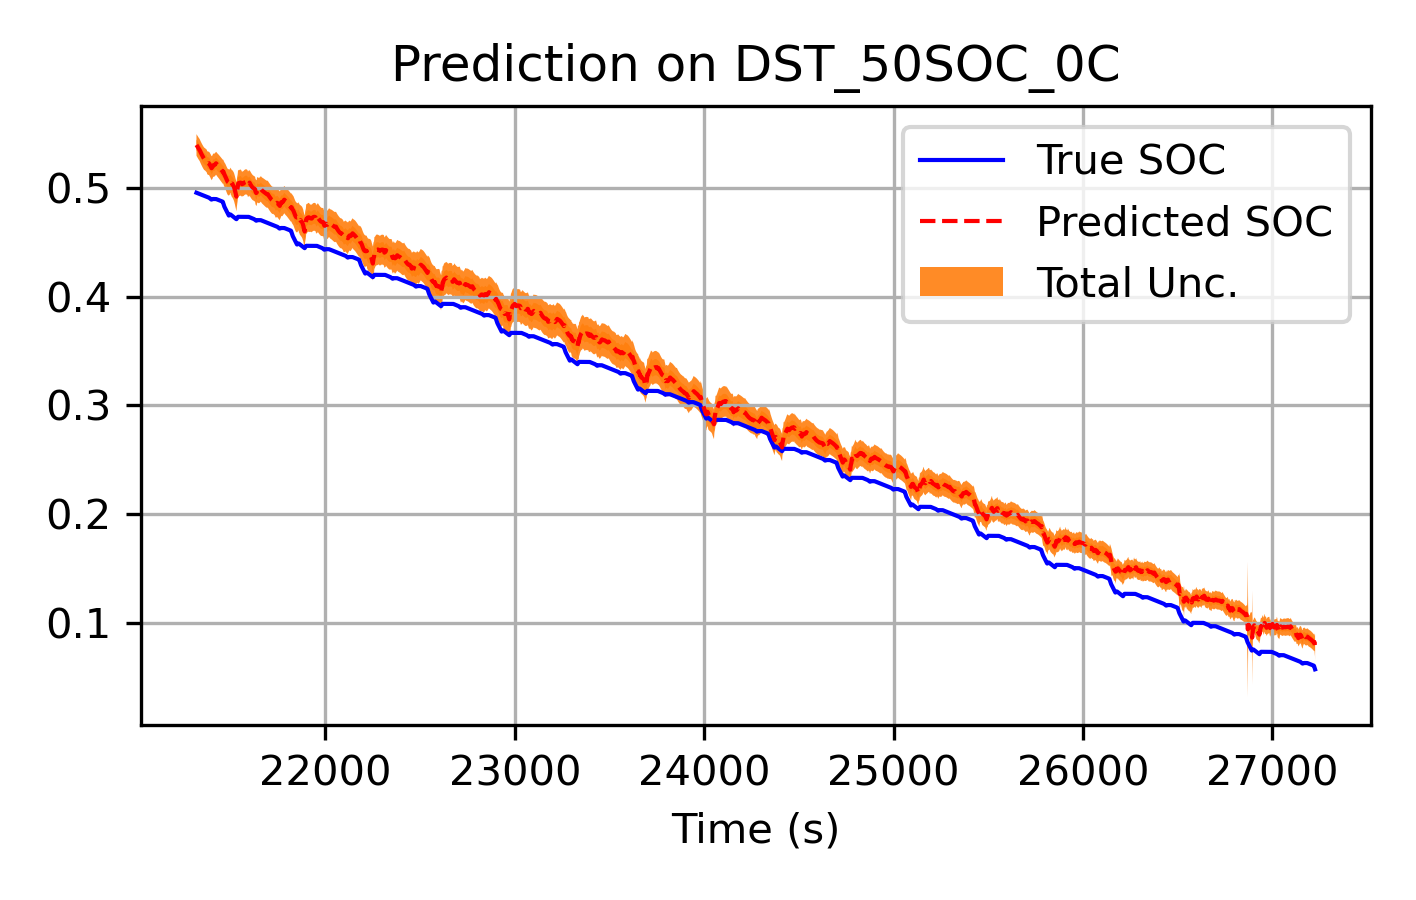 Prediction on DST_50SOC_0C
True SOC
Predicted SOC
Total Unc.
0.5
0.4
0.3
0.2
0.1
22000 23000 24000 25000 26000 27000
Time (s)